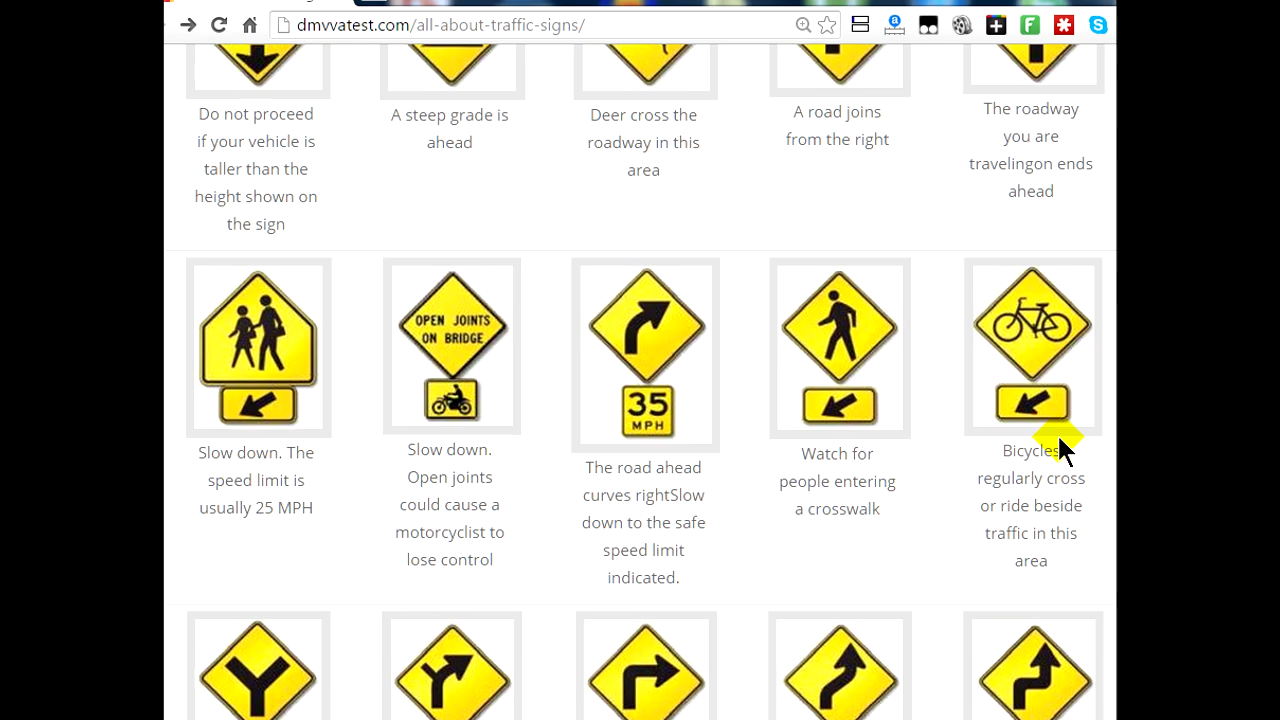 dmvvatest.com/all-about-traffic-signs/
Do not proceed
if your vehicle is
taller than the
height shown on
the sign
A steep grade is
ahead
Deer cross the
roadway in this
area
A road joins
from the right
The roadway
you are
travelingon ends
ahead
OPEN JOINTS
ON BRIDGE
35
MPH
Slow down. The
speed limit is
usually 25 MPH
Slow down.
Open joints
could cause a
motorcyclist to
lose control
The road ahead
curves rightSlow
down to the safe
speed limit
indicated.
Watch for
people entering
a crosswalk
Bicycles
regularly cross
or ride beside
traffic in this
area